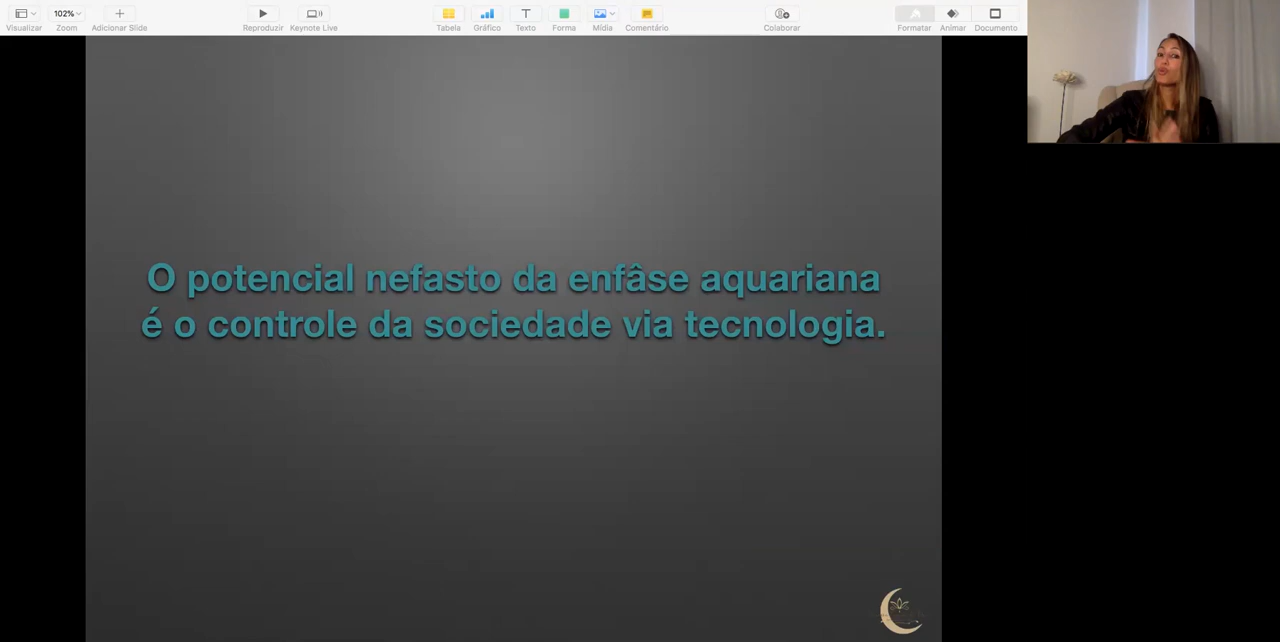 102%
Visualizar
Zoom
Adicionar Slide
Reproduzir
Keynote Live
Tabela
Gráfico
Texto
Forma
Mídia
Comentário
Colaborar
Formatar
Animar
Documento
O potencial nefasto da enfâse aquariana
é o controle da sociedade via tecnologia.